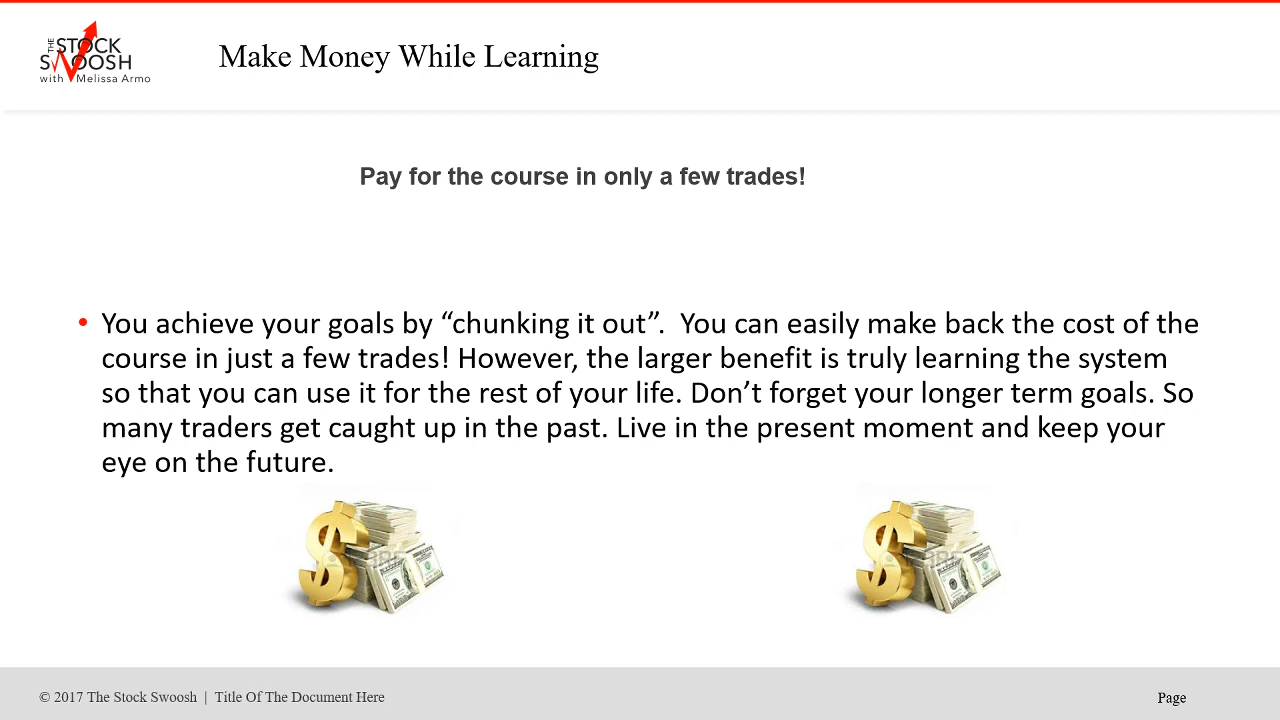 THE STOCK
SWOOSH
with Melissa Armo
Make Money While Learning
Pay for the course in only a few trades!
• You achieve your goals by “chunking it out”.  You can easily make back the cost of the
course in just a few trades! However, the larger benefit is truly learning the system
so that you can use it for the rest of your life. Don’t forget your longer term goals. So
many traders get caught up in the past. Live in the present moment and keep your
eye on the future.
© 2017 The Stock Swoosh | Title Of The Document Here
Page